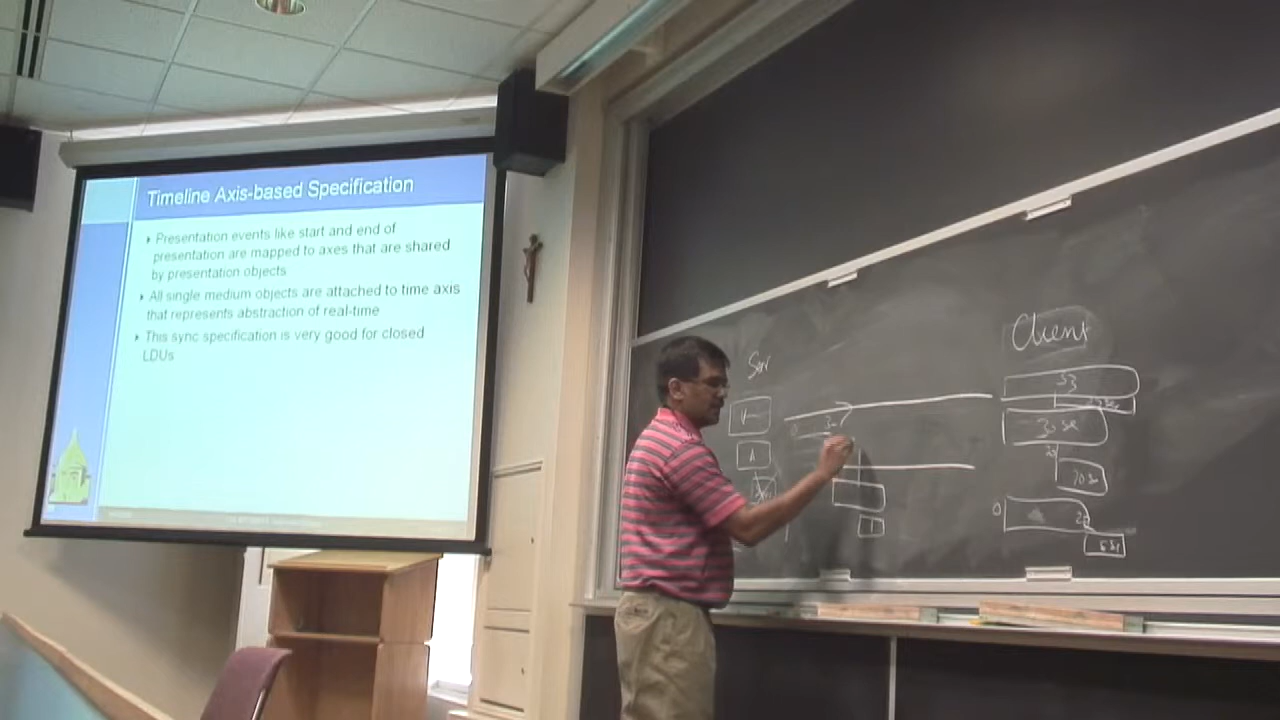 Timeline Axis-based Specification
Presentation events like start and end of
presentation are mapped to axes that are shared
by presentation objects
All single medium objects are attached to time axis
that represents abstraction of real-time
This sync specification is very good for closed
LDUs
Ser
V
A
0
Client
0